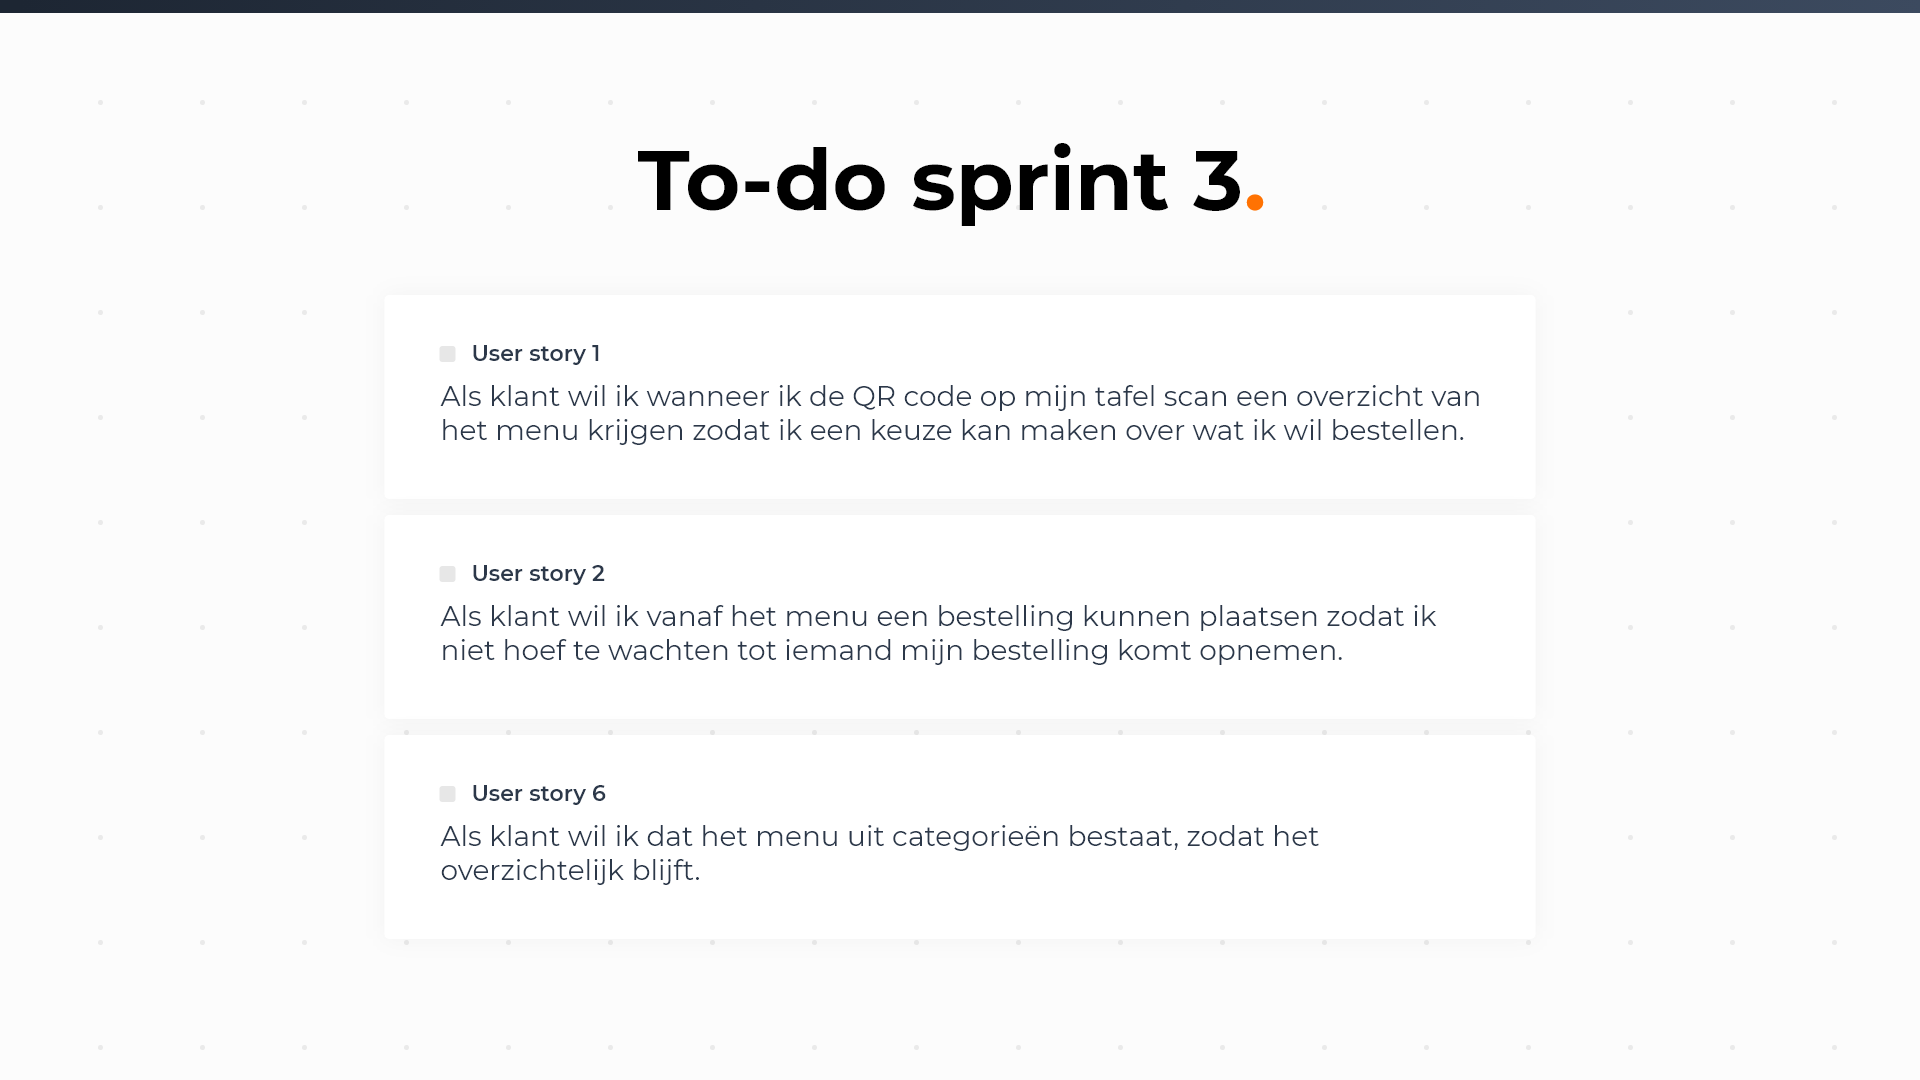 To-do sprint 3.
User story 1
Als klant wil ik wanneer ik de QR code op mijn tafel scan een overzicht van
het menu krijgen zodat ik een keuze kan maken over wat ik wil bestellen.
User story 2
Als klant wil ik vanaf het menu een bestelling kunnen plaatsen zodat ik
niet hoef te wachten tot iemand mijn bestelling komt opnemen.
User story 6
Als klant wil ik dat het menu uit categorieën bestaat, zodat het
overzichtelijk blijft.